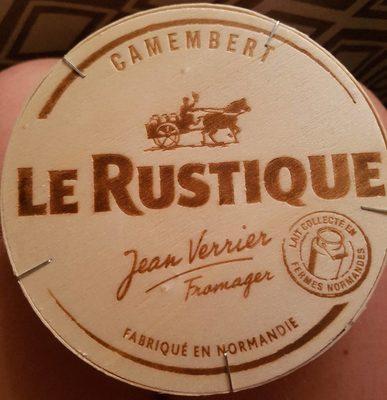 CAMEMBERT
LE RUSTIQUE
Jean Verrier
Fromager
LAIT COLLECTÉ EN
FERMES NORMANDES
FABRIQUÉ EN NORMANDIE